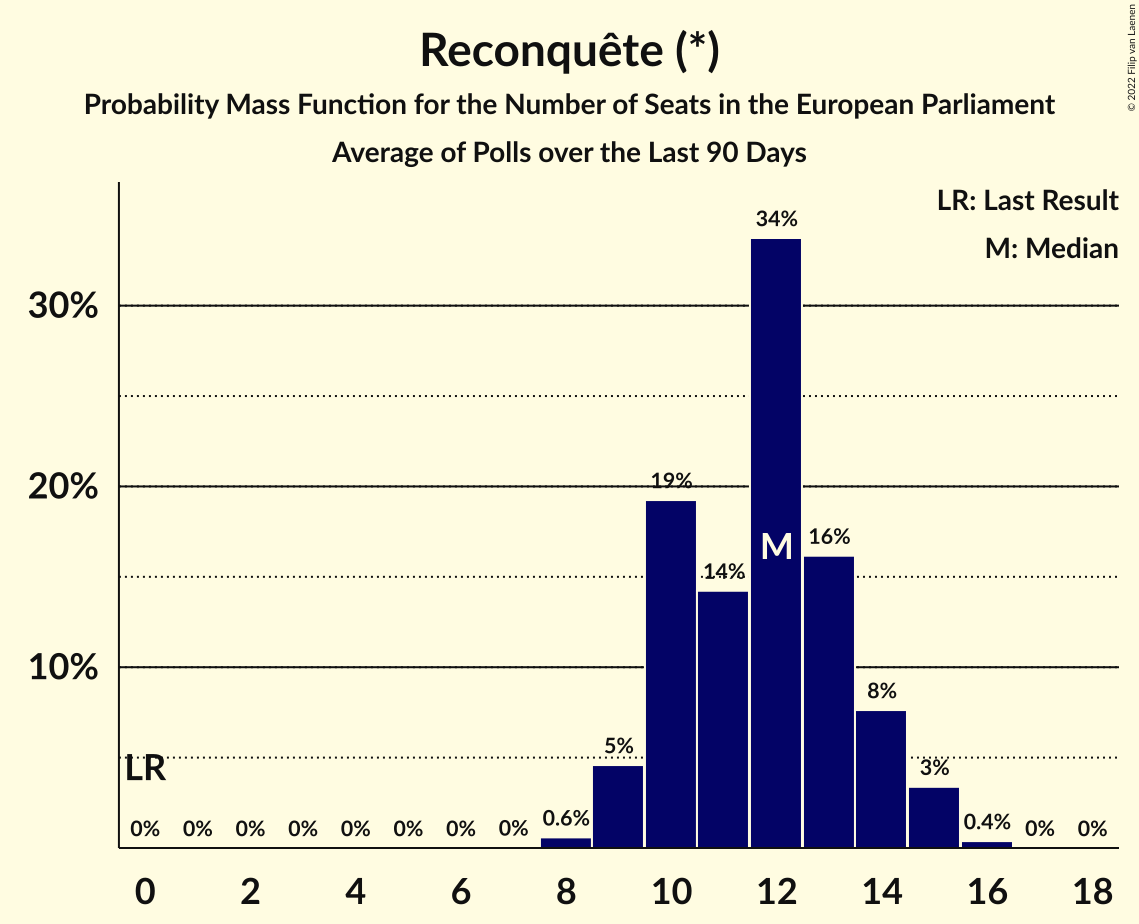 Reconquête (*)
Probability Mass Function for the Number of Seats in the European Parliament
Average of Polls over the Last 90 Days
© 2022 Filip van Laenen
LR: Last Result
M: Median
34%
30%
20%
19%
M
16%
14%
10%
8%
5%
LR
3%
0% 0% 0% 0% 0% 0% 0% 0% 0.6% 0.4% 0% 0%
0 2 4 6 8 10 12 14 16 18